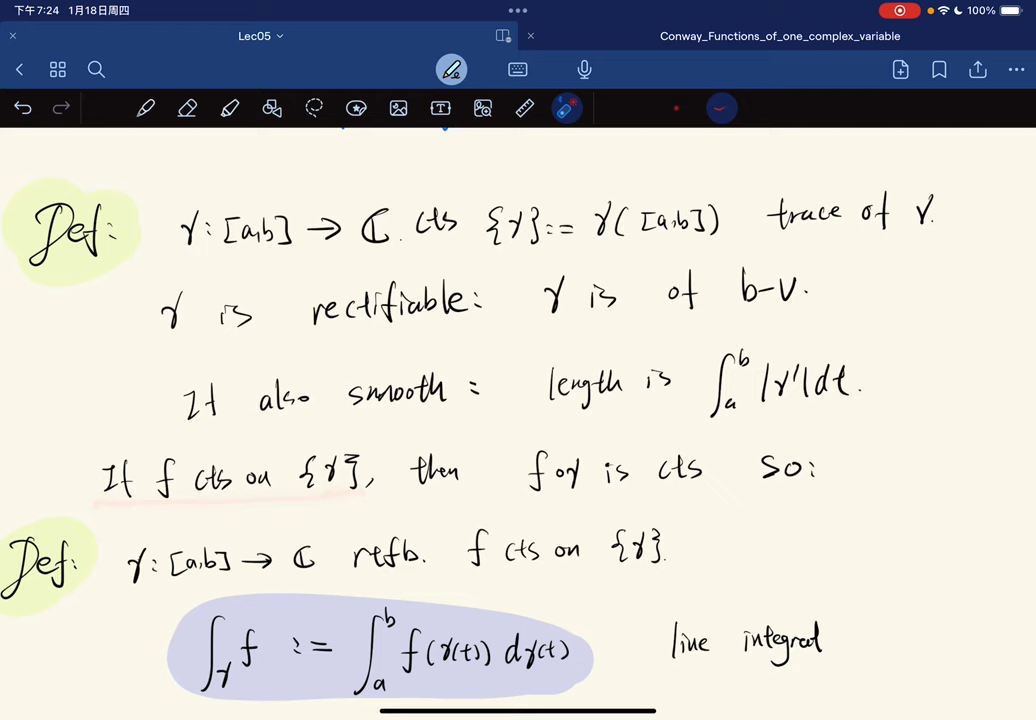 下午7:24 1月18日周四
100%
Lec05
Conway_Functions_of_one_complex_variable
Def: γ: [a,b] → ℂ. cts {γ} := γ([a,b]) trace of γ.
γ is rectifiable: γ is of b-v.
If also smooth: length is ∫_a^b |γ'| dt.
If f cts on {γ}, then f∘γ is cts so:
Def: γ: [a,b] → ℂ refb. f cts on {γ}.
∫_γ f := ∫_a^b f(γ(t)) dγ(t) line integral